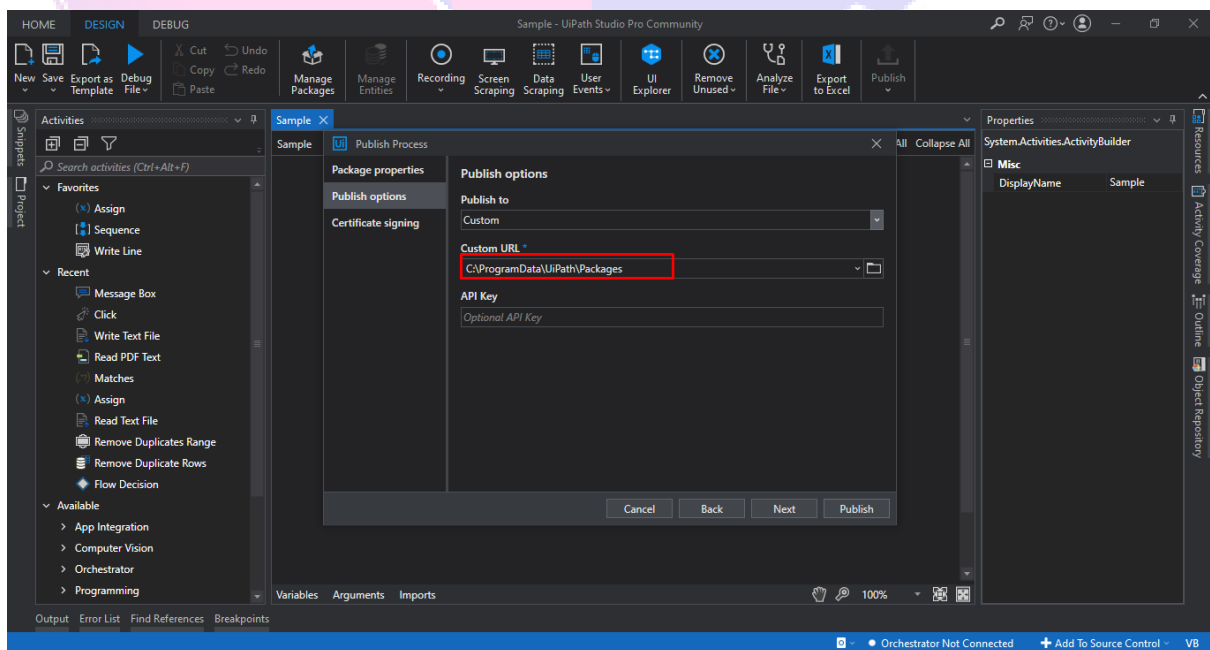 HOME DESIGN DEBUG Sample - UiPath Studio Pro Community
New Save Export as Template Debug File Cut Copy Paste Undo Redo Manage Packages Manage Entities Recording Screen Scraping Data Scraping User Events UI Explorer Remove Unused Analyze File Export to Excel Publish
Snippets
Project
Activities
Search activities (Ctrl+Alt+F)
Favorites
Assign
Sequence
Write Line
Recent
Message Box
Click
Write Text File
Read PDF Text
Matches
Assign
Read Text File
Remove Duplicates Range
Remove Duplicate Rows
Flow Decision
Available
App Integration
Computer Vision
Orchestrator
Programming
Sample
Sample
All Collapse All
Ui Publish Process
Package properties
Publish options
Certificate signing
Publish options
Publish to
Custom
Custom URL *
C:\ProgramData\UiPath\Packages
API Key
Optional API Key
Cancel Back Next Publish
Variables Arguments Imports 100%
Properties
System.Activities.ActivityBuilder
Misc
DisplayName Sample
Resources
Activity Coverage
Outline
Object Repository
Output Error List Find References Breakpoints
Orchestrator Not Connected Add To Source Control VB